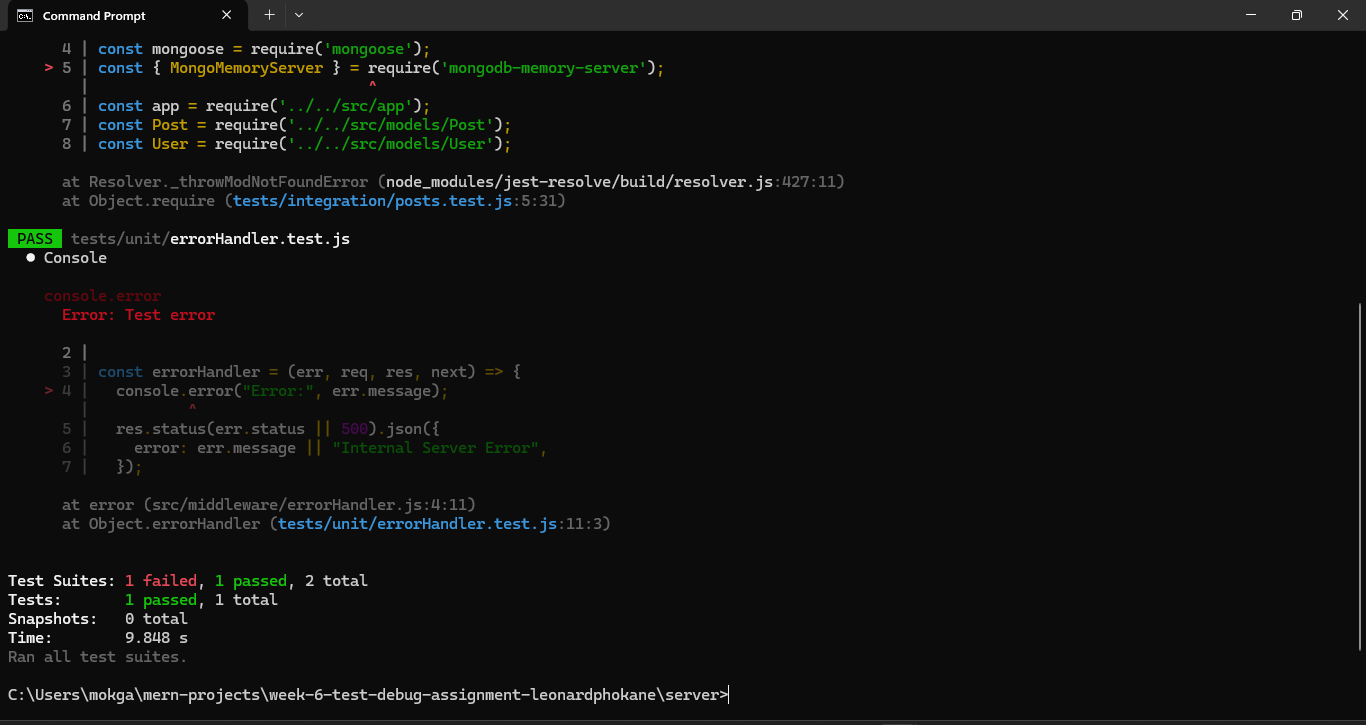 Command Prompt
4 | const mongoose = require('mongoose');
> 5 | const { MongoMemoryServer } = require('mongodb-memory-server');
| ^
6 | const app = require('../../src/app');
7 | const Post = require('../../src/models/Post');
8 | const User = require('../../src/models/User');
at Resolver._throwModNotFoundError (node_modules/jest-resolve/build/resolver.js:427:11)
at Object.require (tests/integration/posts.test.js:5:31)
PASS tests/unit/errorHandler.test.js
● Console
console.error
Error: Test error
2 |
3 | const errorHandler = (err, req, res, next) => {
> 4 | console.error("Error:", err.message);
| ^
5 | res.status(err.status || 500).json({
6 | error: err.message || "Internal Server Error",
7 | });
at error (src/middleware/errorHandler.js:4:11)
at Object.errorHandler (tests/unit/errorHandler.test.js:11:3)
Test Suites: 1 failed, 1 passed, 2 total
Tests: 1 passed, 1 total
Snapshots: 0 total
Time: 9.848 s
Ran all test suites.
C:\Users\mokga\mern-projects\week-6-test-debug-assignment-leonardphokane\server>